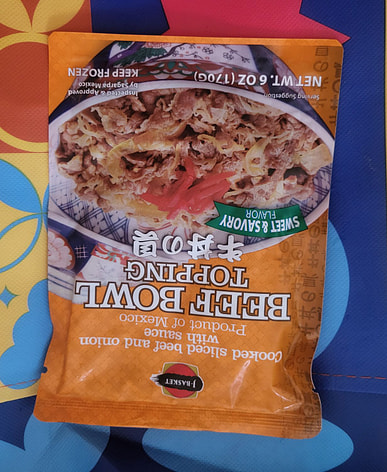 J-BASKET
Cooked sliced beef and onion
with sauce
Product of Mexico
BEEF BOWL
TOPPING
牛丼の具
SWEET & SAVORY
FLAVOR
Serving Suggestion
NET WT. 6 OZ (170G)
Inspected & Approved
by Sagarpa Mexico
KEEP FROZEN